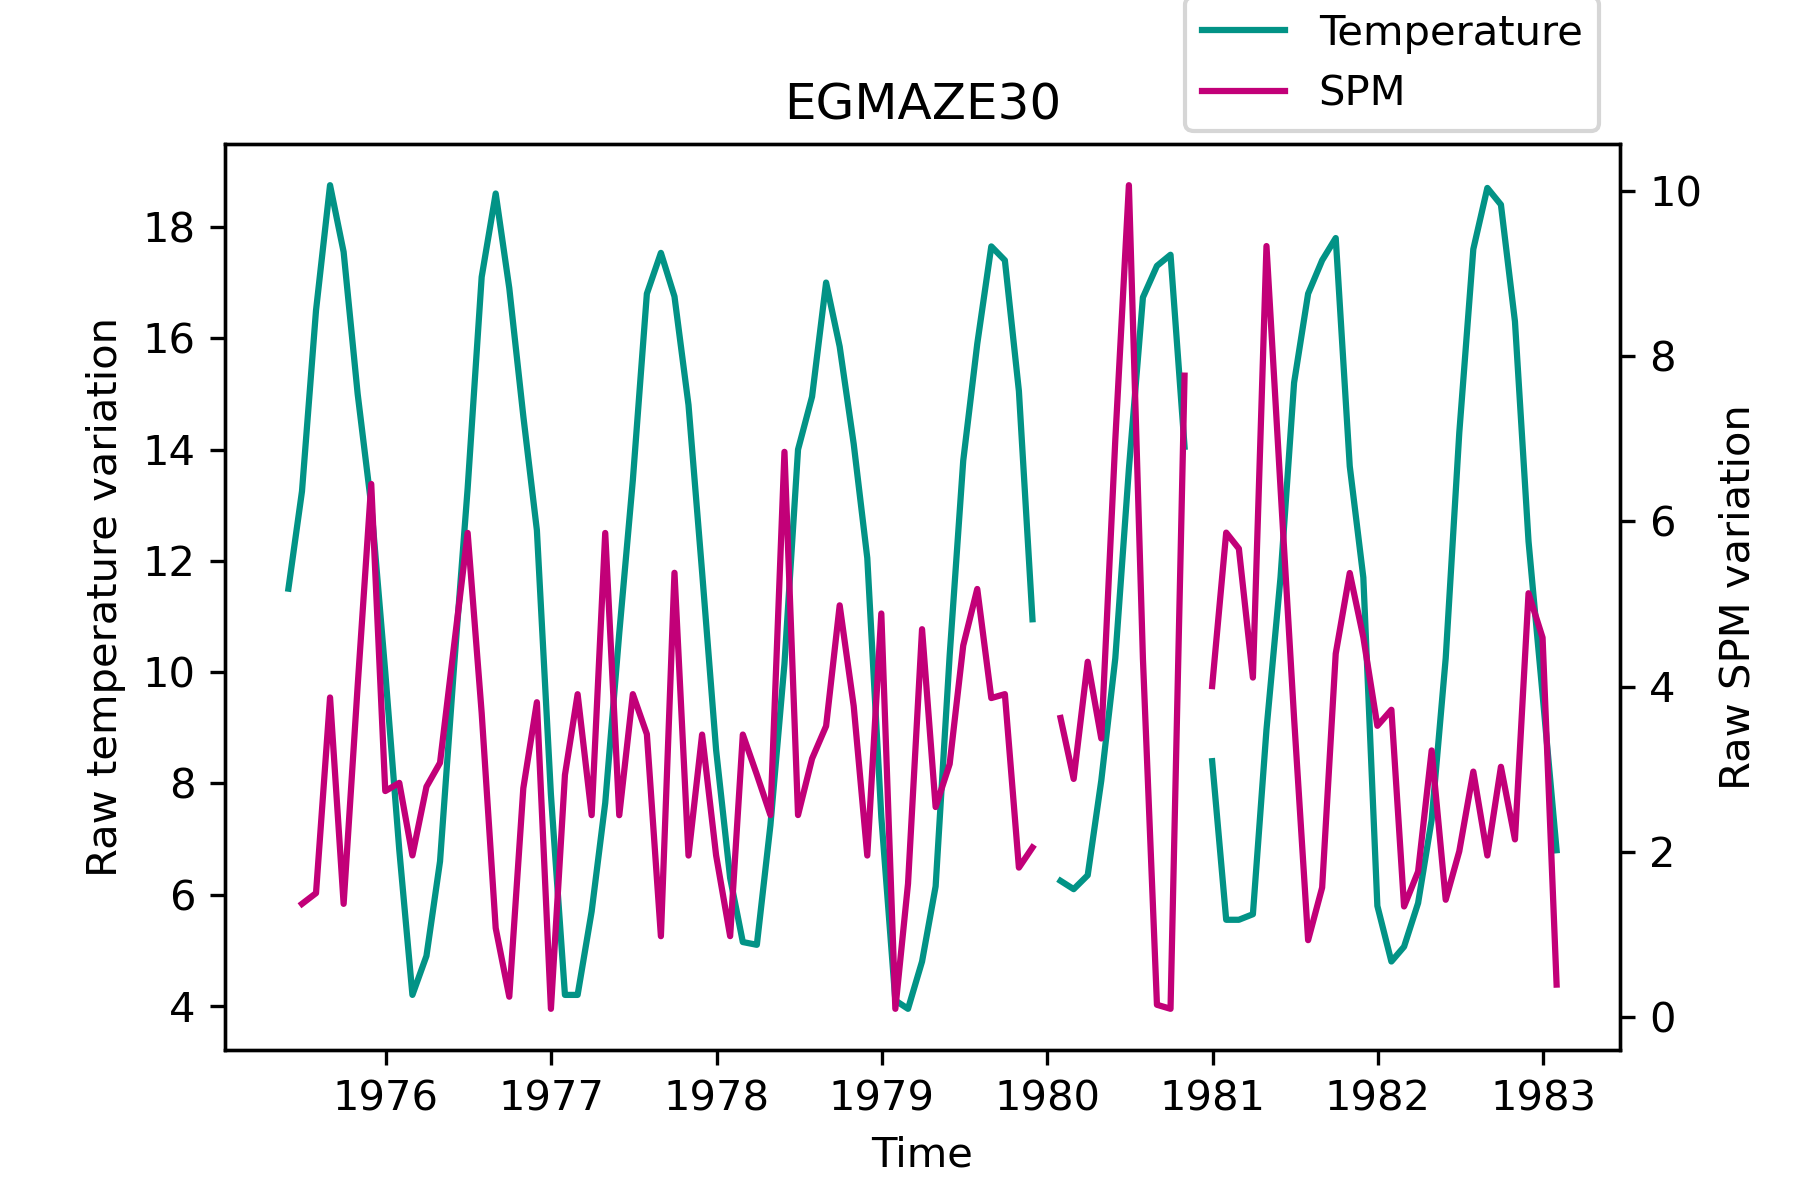 Temperature
SPM
EGMAZE30
18
16
14
12
10
8
6
4
Raw temperature variation
10
8
6
4
2
0
Raw SPM variation
1976 1977 1978 1979 1980 1981 1982 1983
Time